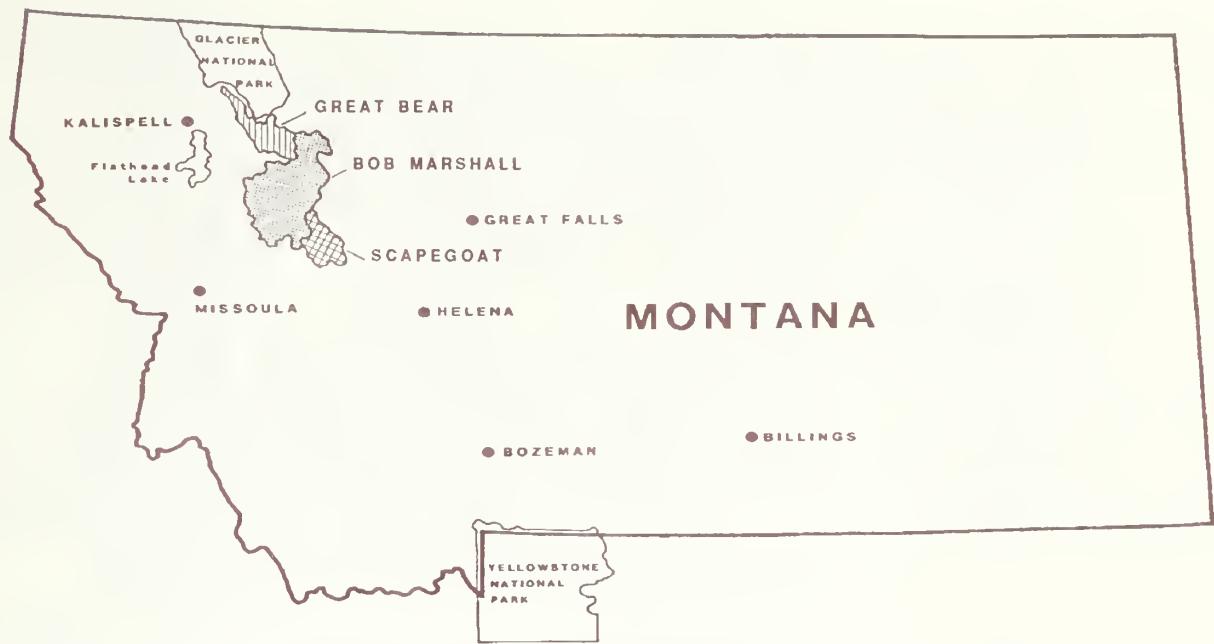 GLACIER
NATIONAL
PARK
GREAT BEAR
KALISPELL
Flathead
Lake
BOB MARSHALL
GREAT FALLS
SCAPEGOAT
MISSOULA
HELENA
MONTANA
BOZEMAN
BILLINGS
YELLOWSTONE
NATIONAL
PARK